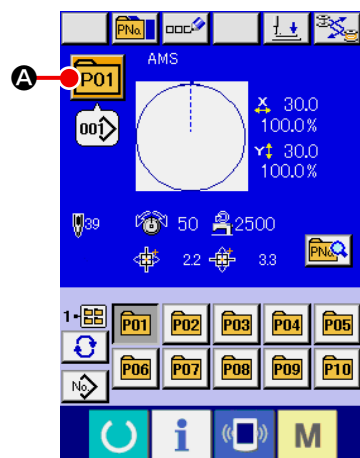 PNo.
AMS
A
P01
001
X 30.0
100.0%
Y 30.0
100.0%
39
50
2500
2.2
3.3
PNo.
1-
P01 P02 P03 P04 P05
P06 P07 P08 P09 P10
No.
i
M